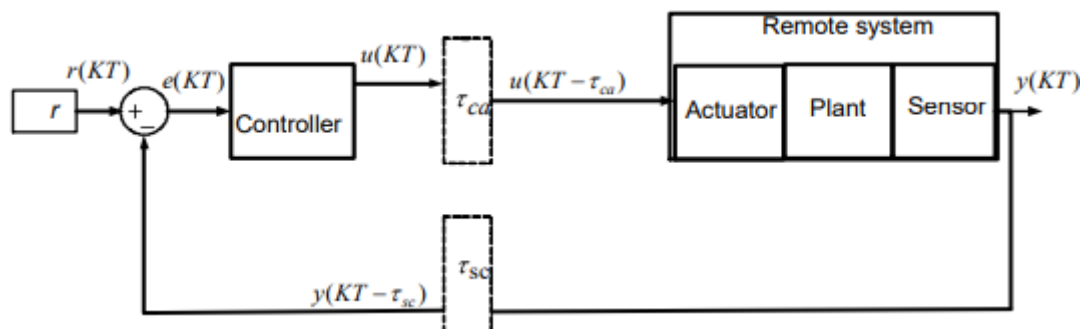 Remote system
r(KT)
e(KT)
u(KT)
u(KT − τca)
y(KT)
r
+
−
Controller
τca
Actuator
Plant
Sensor
τsc
y(KT − τsc)